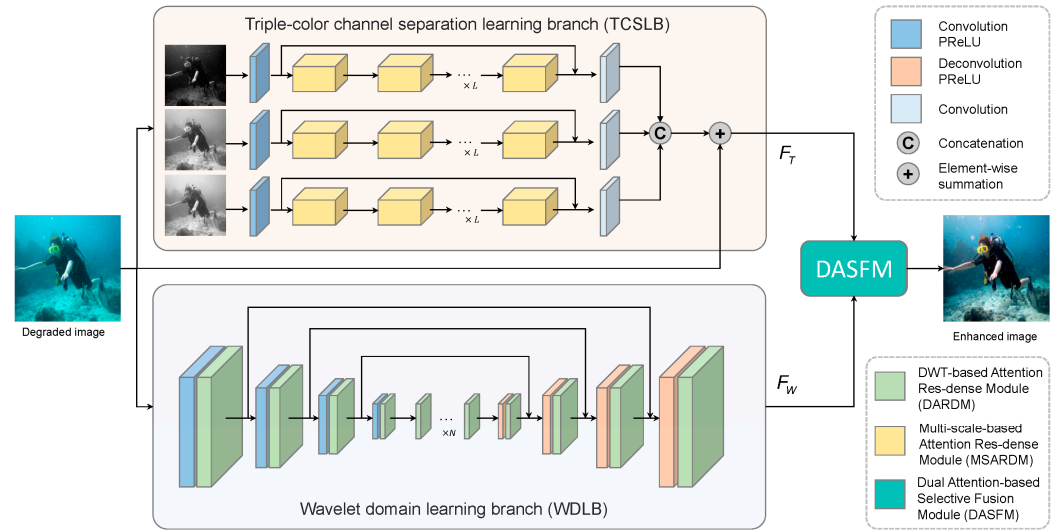 Triple-color channel separation learning branch (TCSLB)
... × L
... × L
... × L
C
+
F_T
Degraded image
DASFM
Enhanced image
... ×N
F_W
Wavelet domain learning branch (WDLB)
Convolution
PReLU
Deconvolution
PReLU
Convolution
C
Concatenation
+
Element-wise
summation
DWT-based Attention
Res-dense Module
(DARDM)
Multi-scale-based
Attention Res-dense
Module (MSARDM)
Dual Attention-based
Selective Fusion
Module (DASFM)